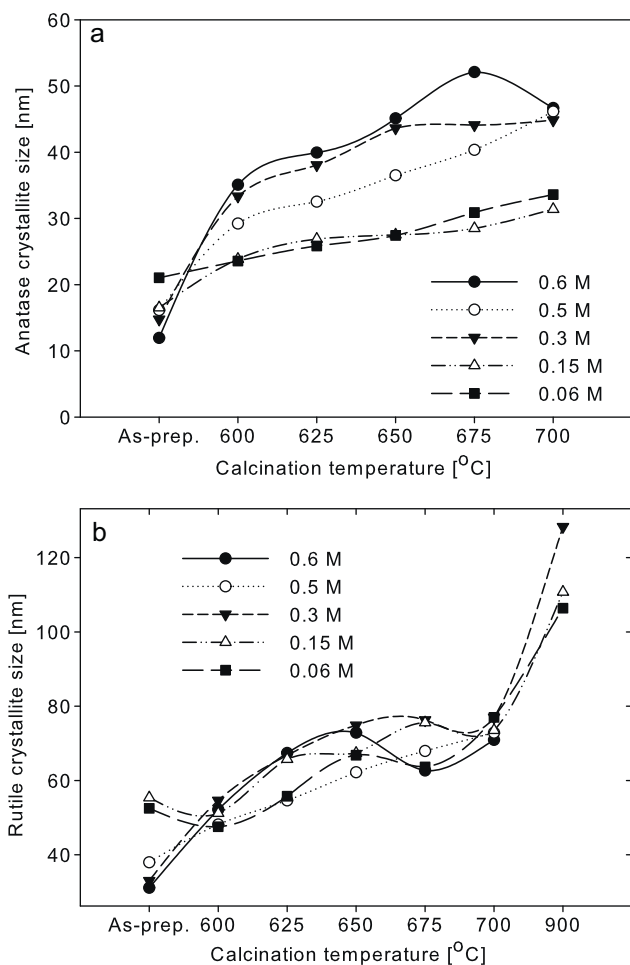 a
60
50
40
30
20
10
0
Anatase crystallite size [nm]
0.6 M
0.5 M
0.3 M
0.15 M
0.06 M
As-prep. 600 625 650 675 700
Calcination temperature [°C]
b
120
100
80
60
40
Rutile crystallite size [nm]
0.6 M
0.5 M
0.3 M
0.15 M
0.06 M
As-prep. 600 625 650 675 700 900
Calcination temperature [°C]